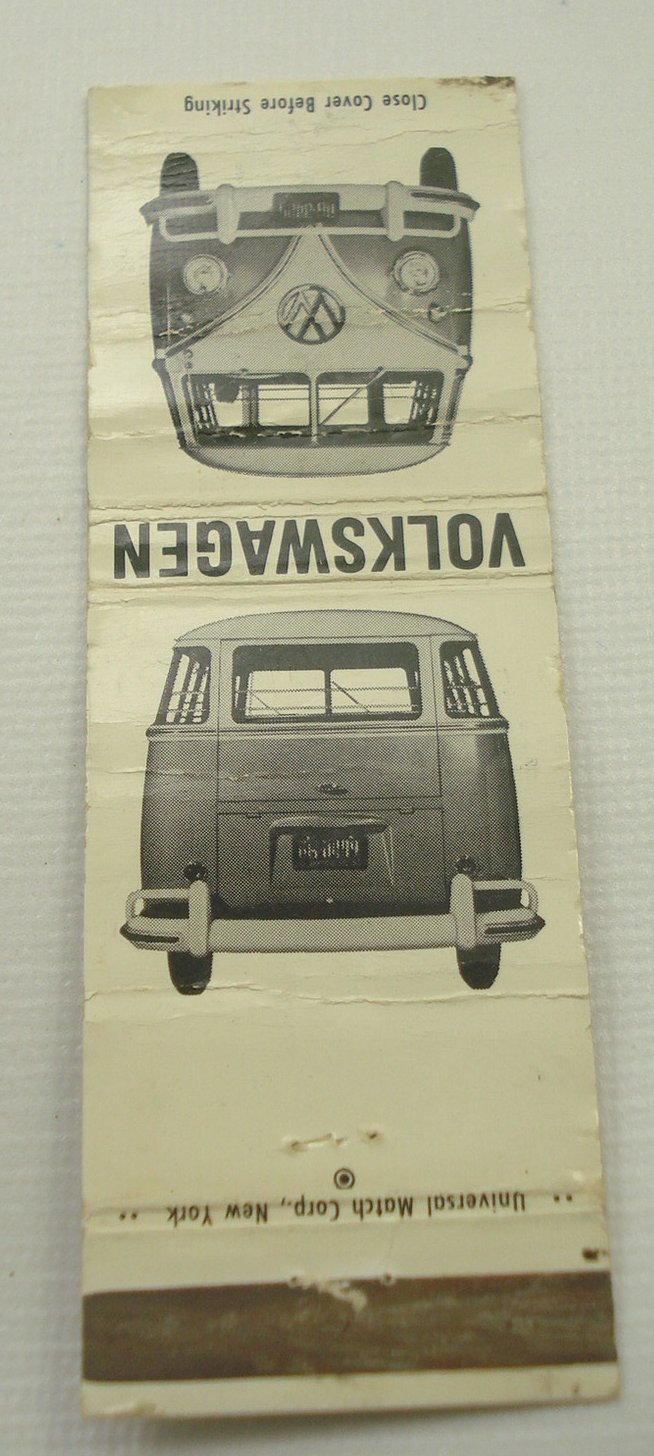 Close Cover Before Striking
VOLKSWAGEN
Universal Match Corp., New York